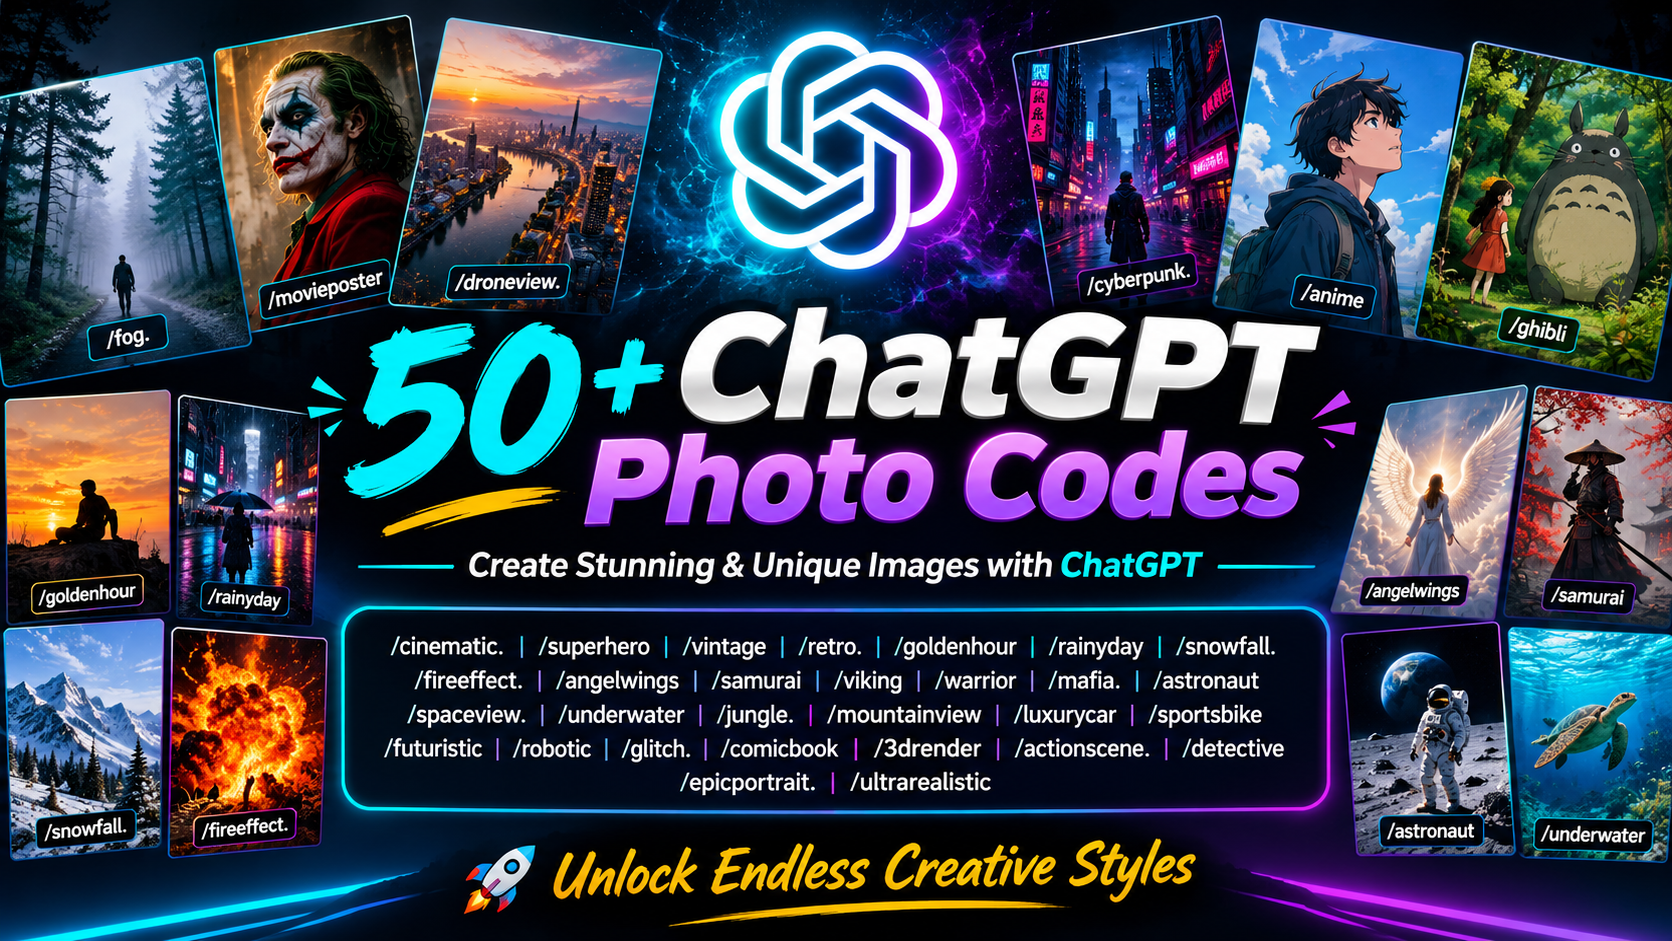 /fog.
/movieposter
/droneview.
/cyberpunk.
/anime
/ghibli
50+ ChatGPT
Photo Codes
Create Stunning & Unique Images with ChatGPT
/goldenhour
/rainyday
/angelwings
/samurai
/cinematic. | /superhero | /vintage | /retro. | /goldenhour | /rainyday | /snowfall.
/fireeffect. | /angelwings | /samurai | /viking | /warrior | /mafia. | /astronaut
/spaceview. | /underwater | /jungle. | /mountainview | /luxurycar | /sportsbike
/futuristic | /robotic | /glitch. | /comicbook | /3drender | /actionscene. | /detective
/epicportrait. | /ultrarealistic
/snowfall.
/fireeffect.
/astronaut
/underwater
Unlock Endless Creative Styles